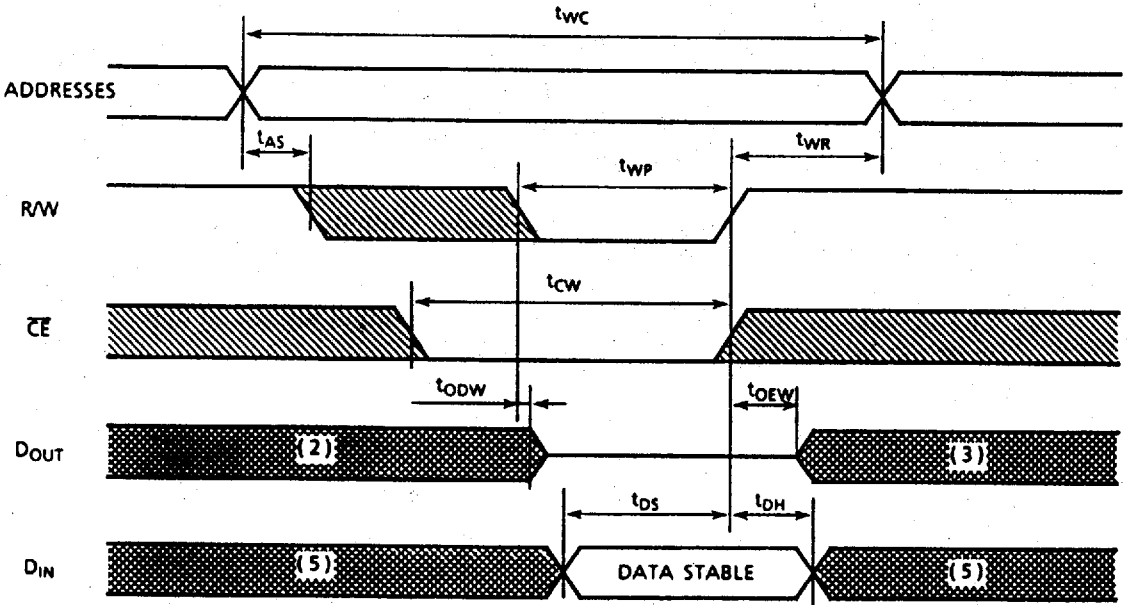 tWC
ADDRESSES
tAS
tWR
tWP
R/W
tCW
CE
tODW
tOEW
DOUT
(2)
(3)
tDS
tDH
DIN
(5)
DATA STABLE
(5)